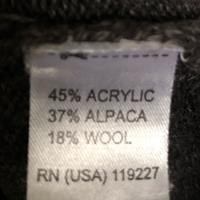 45% ACRYLIC
37% ALPACA
18% WOOL
RN (USA) 119227